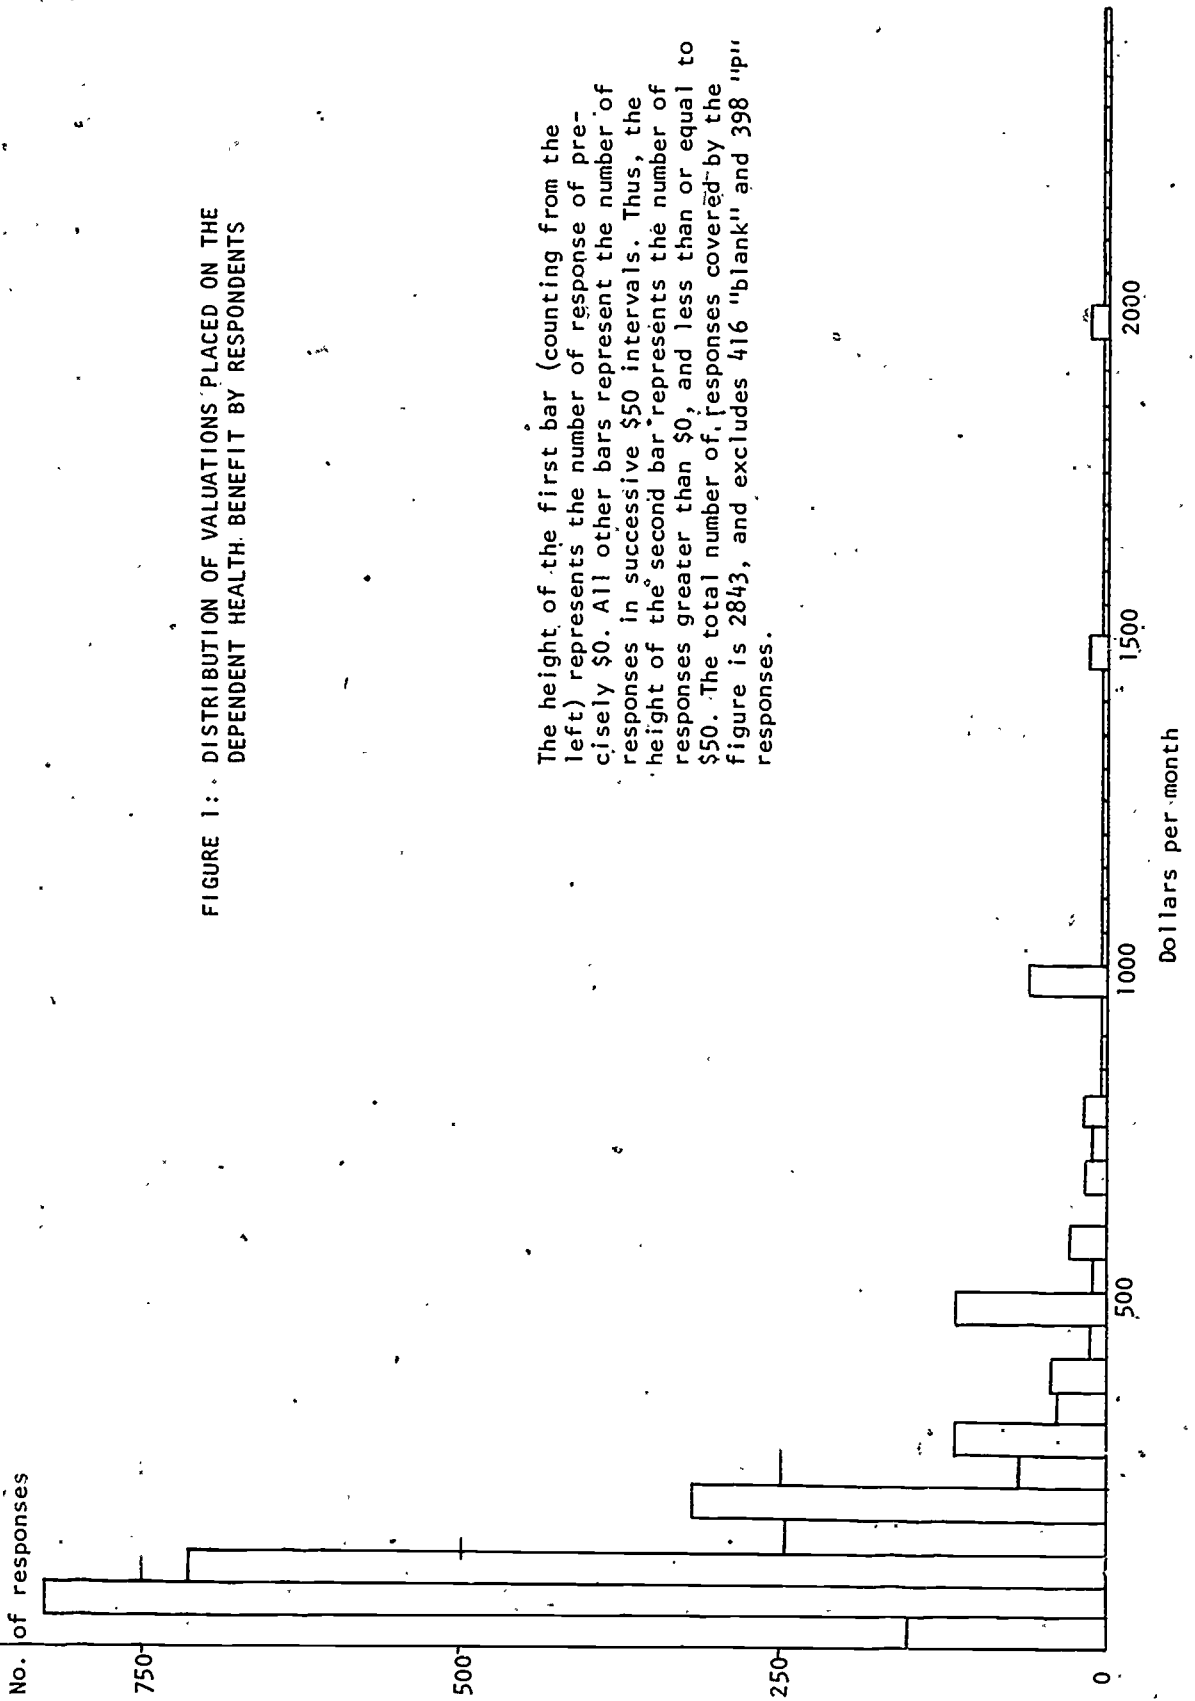 No. of responses
750
500
250
0
FIGURE 1: DISTRIBUTION OF VALUATIONS PLACED ON THE
DEPENDENT HEALTH BENEFIT BY RESPONDENTS
The height of the first bar (counting from the
left) represents the number of response of pre-
cisely $0. All other bars represent the number of
responses in successive $50 intervals. Thus, the
height of the second bar represents the number of
responses greater than $0, and less than or equal to
$50. The total number of responses covered by the
figure is 2843, and excludes 416 "blank" and 398 "p"
responses.
500
1000
1500
2000
Dollars per month